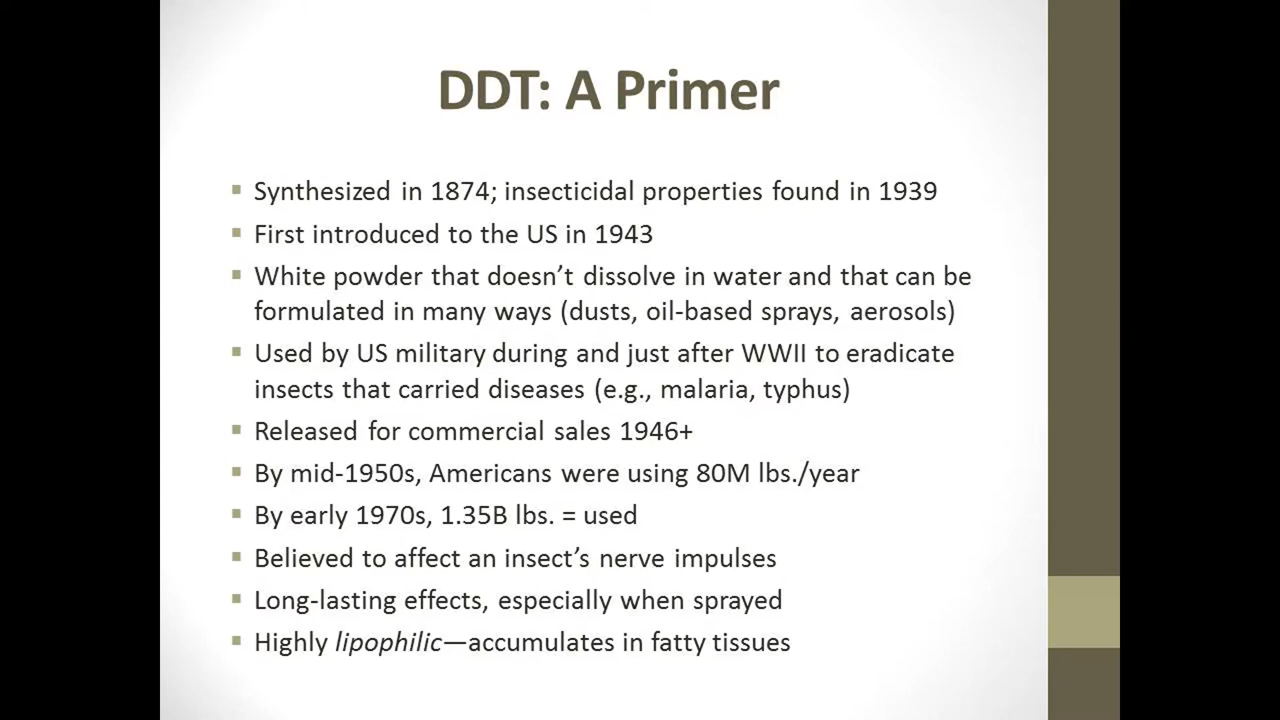 DDT: A Primer
Synthesized in 1874; insecticidal properties found in 1939
First introduced to the US in 1943
White powder that doesn’t dissolve in water and that can be
formulated in many ways (dusts, oil-based sprays, aerosols)
Used by US military during and just after WWII to eradicate
insects that carried diseases (e.g., malaria, typhus)
Released for commercial sales 1946+
By mid-1950s, Americans were using 80M lbs./year
By early 1970s, 1.35B lbs. = used
Believed to affect an insect’s nerve impulses
Long-lasting effects, especially when sprayed
Highly lipophilic—accumulates in fatty tissues